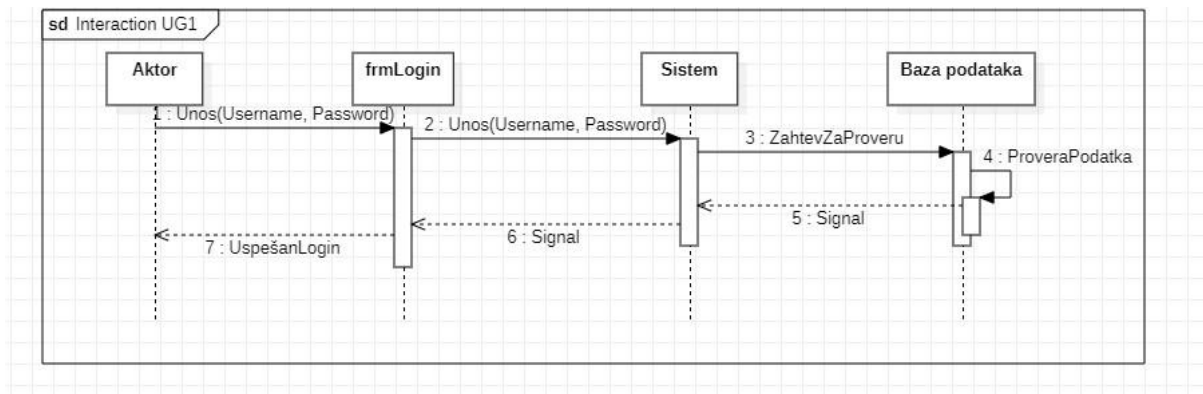 sd Interaction UG1
Aktor
frmLogin
Sistem
Baza podataka
1 : Unos(Username, Password)
2 : Unos(Username, Password)
3 : ZahtevZaProveru
4 : ProveraPodatka
5 : Signal
6 : Signal
7 : UspešanLogin